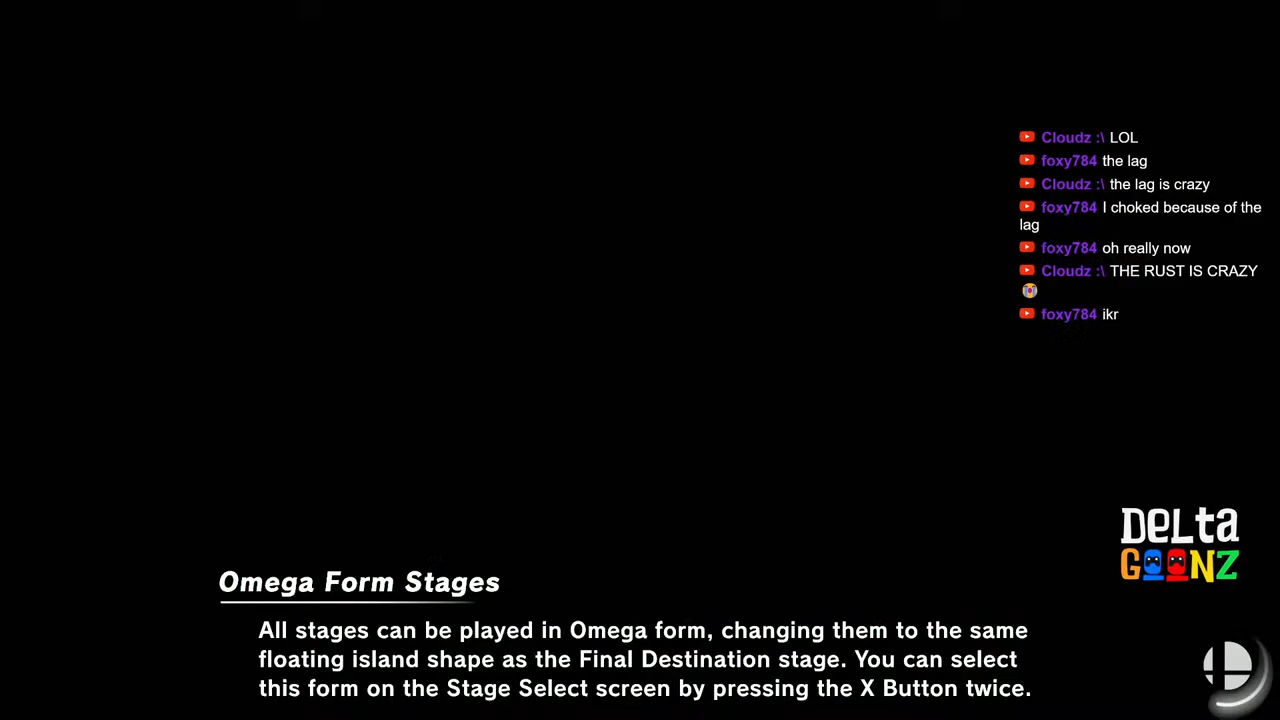 Cloudz :\ LOL
foxy784 the lag
Cloudz :\ the lag is crazy
foxy784 I choked because of the
lag
foxy784 oh really now
Cloudz :\ THE RUST IS CRAZY
foxy784 ikr
DELta
GOONZ
Omega Form Stages
All stages can be played in Omega form, changing them to the same
floating island shape as the Final Destination stage. You can select
this form on the Stage Select screen by pressing the X Button twice.